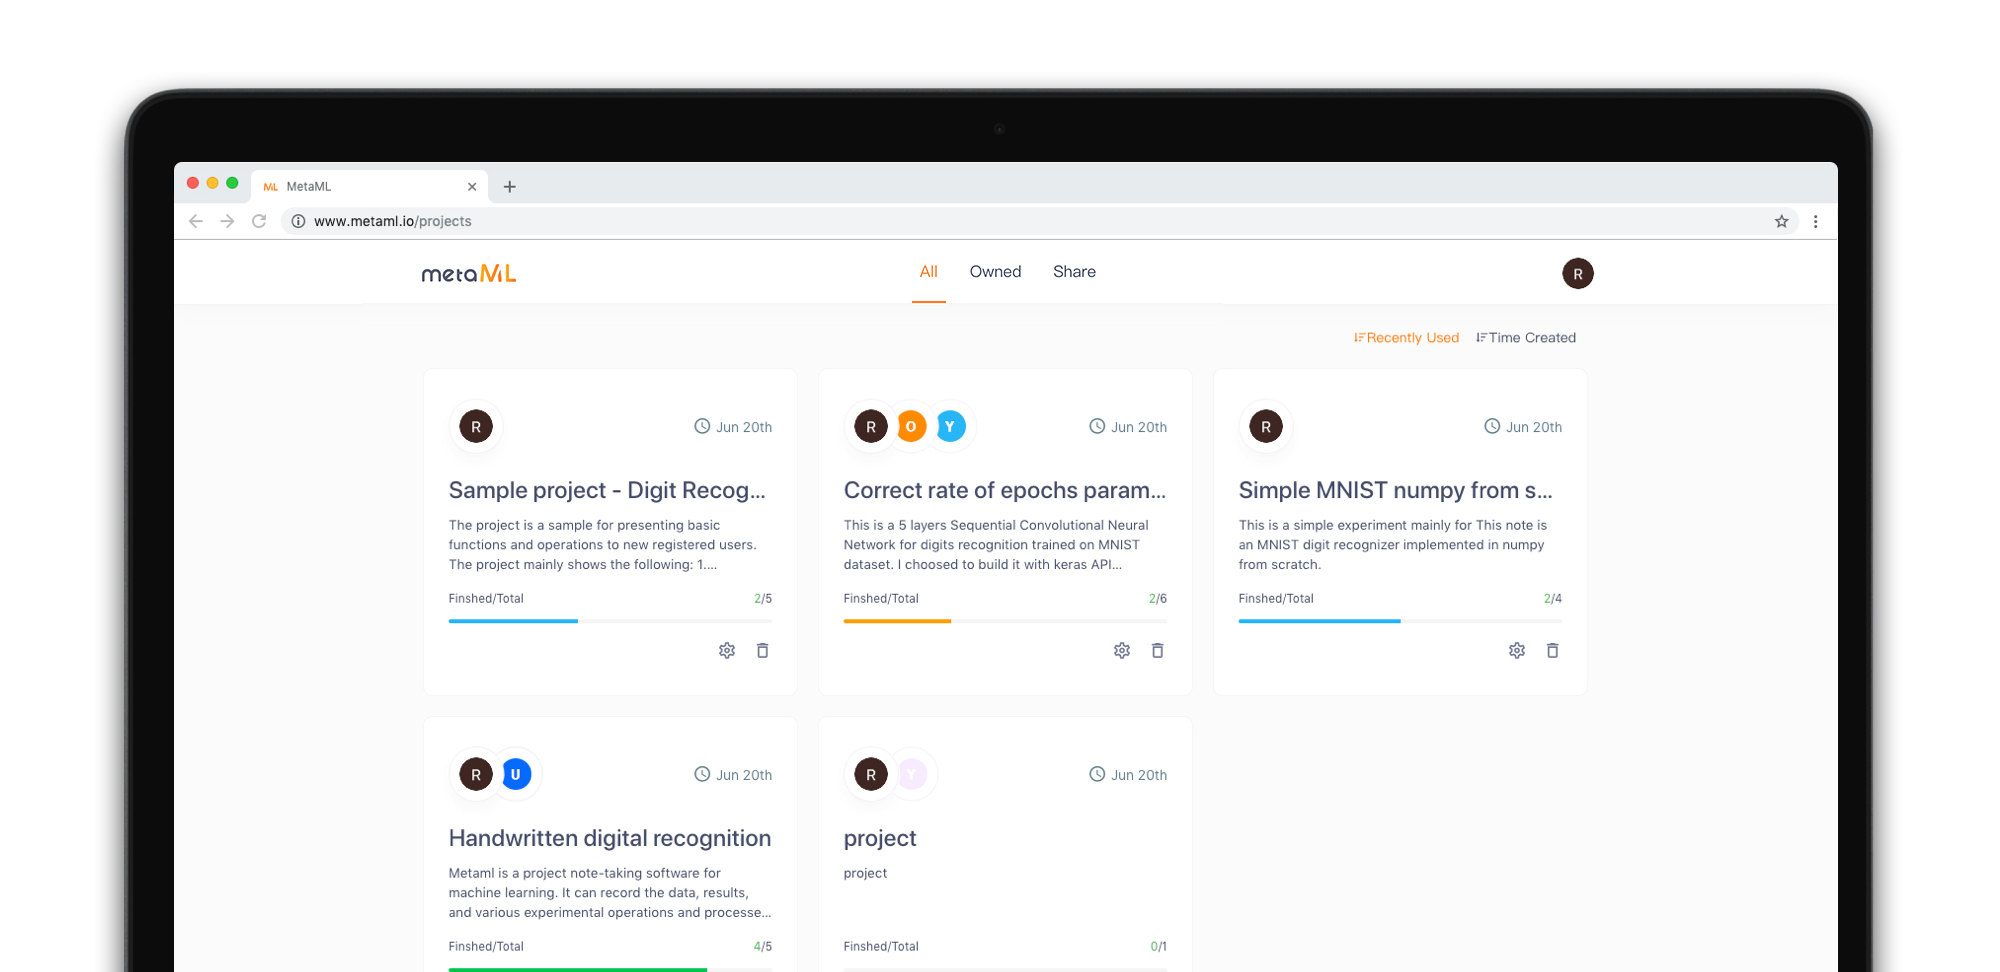 ML MetaML
www.metaml.io/projects
metaML
All Owned Share
R
Recently Used Time Created
R
Jun 20th
Sample project - Digit Recog...
The project is a sample for presenting basic
functions and operations to new registered users.
The project mainly shows the following: 1....
Finshed/Total 2/5
R O Y
Jun 20th
Correct rate of epochs param...
This is a 5 layers Sequential Convolutional Neural
Network for digits recognition trained on MNIST
dataset. I choosed to build it with keras API...
Finshed/Total 2/6
R
Jun 20th
Simple MNIST numpy from s...
This is a simple experiment mainly for This note is
an MNIST digit recognizer implemented in numpy
from scratch.
Finshed/Total 2/4
R U
Jun 20th
Handwritten digital recognition
Metaml is a project note-taking software for
machine learning. It can record the data, results,
and various experimental operations and processe...
Finshed/Total 4/5
R Y
Jun 20th
project
project
Finshed/Total 0/1